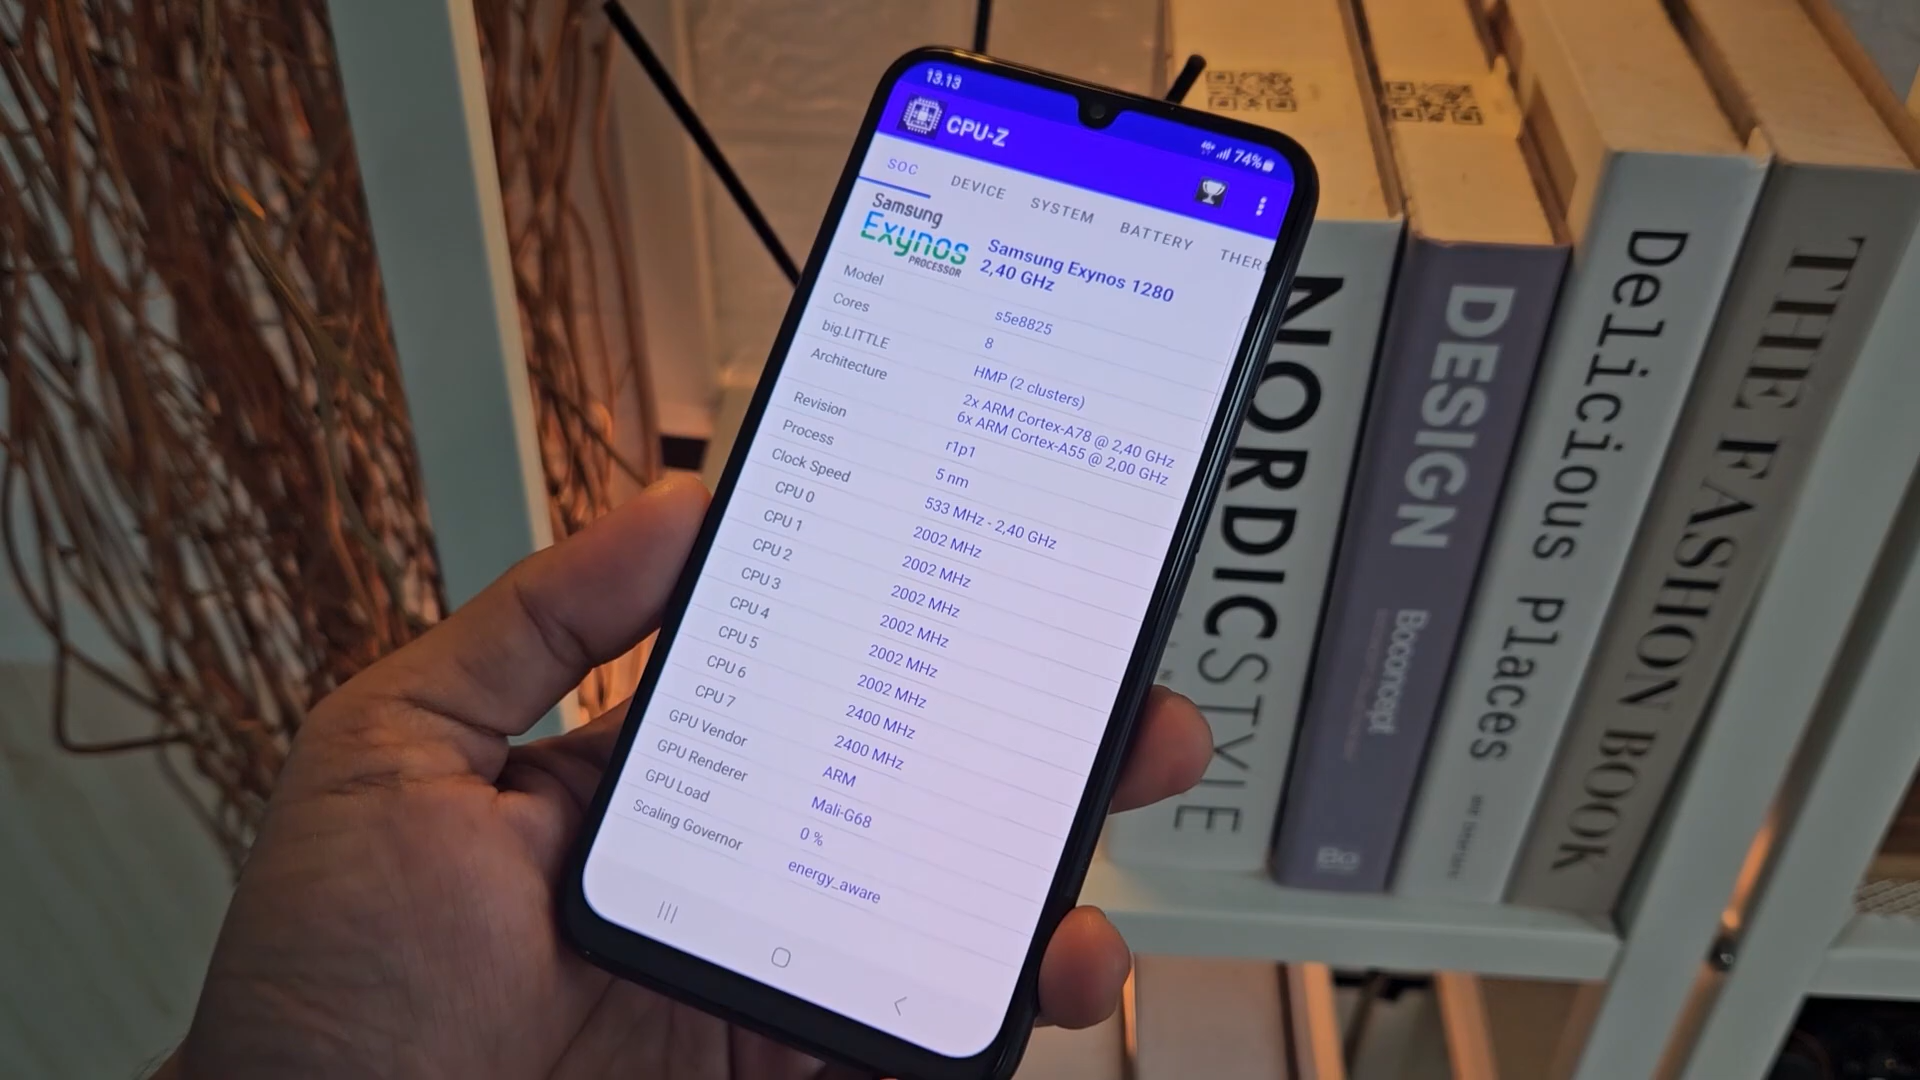 13.13
4G+ 74%
CPU-Z
SOC DEVICE SYSTEM BATTERY THER
Samsung
Exynos
PROCESSOR
Samsung Exynos 1280
2,40 GHz
Model s5e8825
Cores 8
big.LITTLE HMP (2 clusters)
Architecture 2x ARM Cortex-A78 @ 2,40 GHz
6x ARM Cortex-A55 @ 2,00 GHz
Revision r1p1
Process 5 nm
Clock Speed 533 MHz - 2,40 GHz
CPU 0 2002 MHz
CPU 1 2002 MHz
CPU 2 2002 MHz
CPU 3 2002 MHz
CPU 4 2002 MHz
CPU 5 2002 MHz
CPU 6 2400 MHz
CPU 7 2400 MHz
GPU Vendor ARM
GPU Renderer Mali-G68
GPU Load 0 %
Scaling Governor energy_aware
NORDICSTYLE
DESIGN
Boconcept
Delicious Places
THE FASHION BOOK